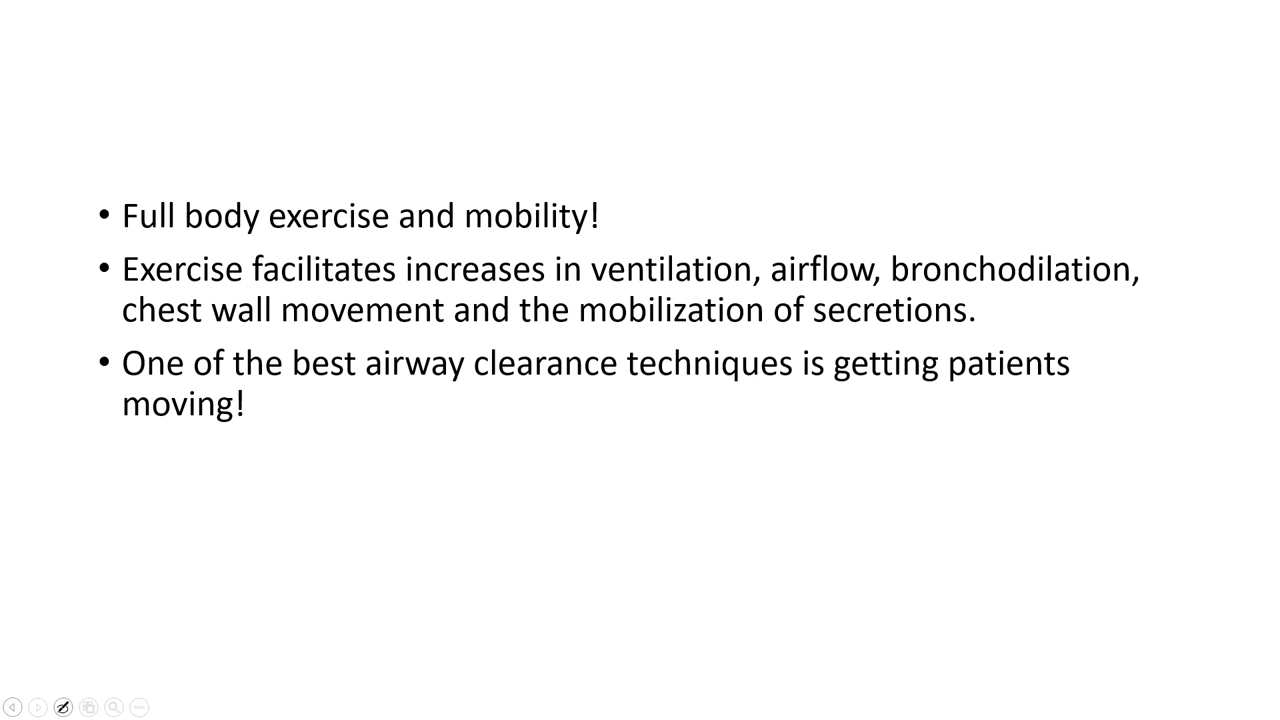 • Full body exercise and mobility!
• Exercise facilitates increases in ventilation, airflow, bronchodilation,
chest wall movement and the mobilization of secretions.
• One of the best airway clearance techniques is getting patients
moving!